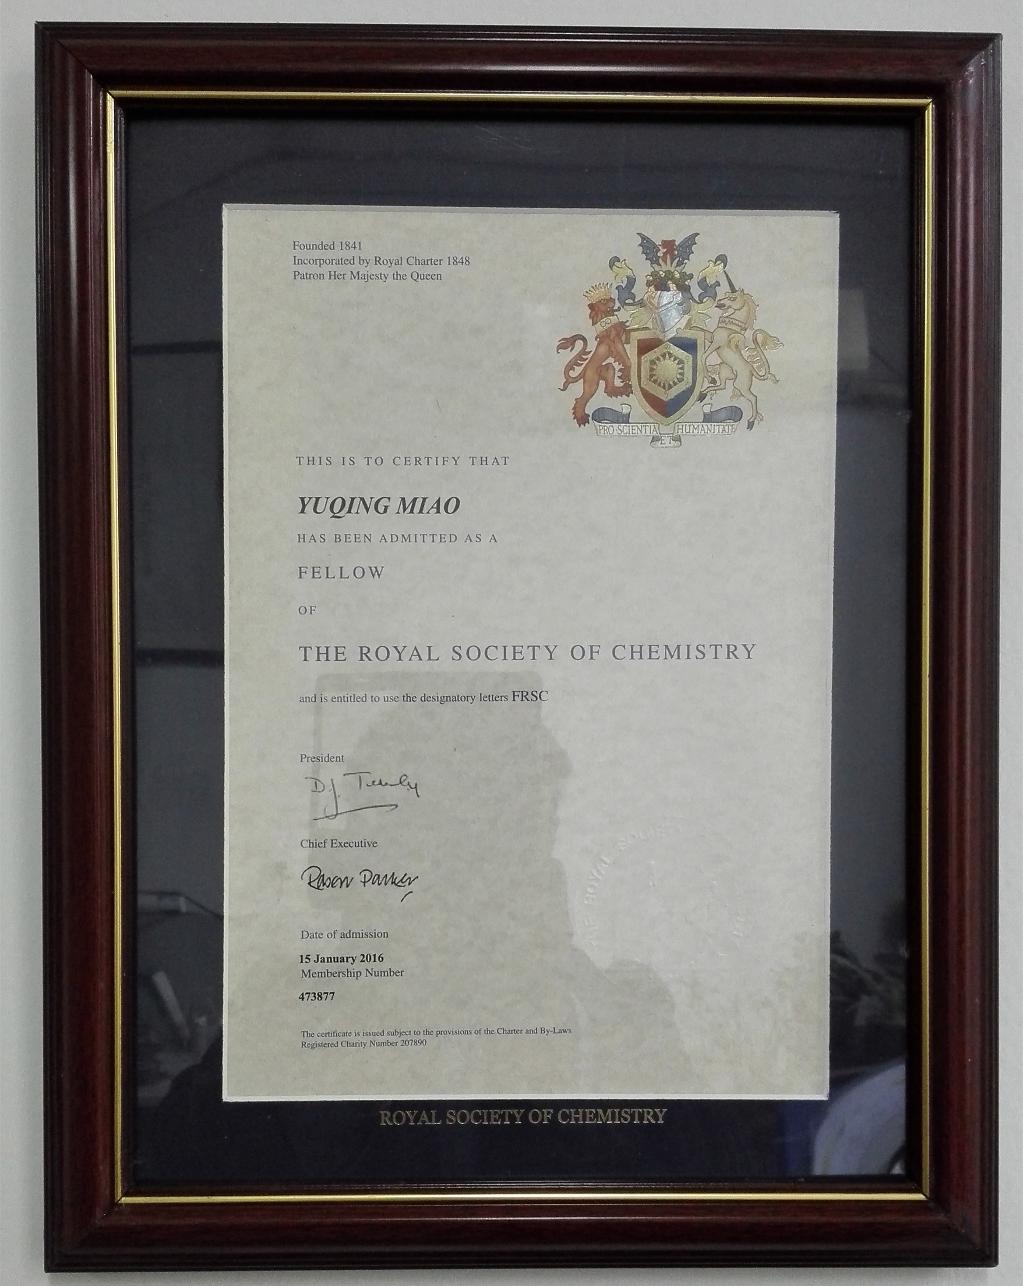 Founded 1841
Incorporated by Royal Charter 1848
Patron Her Majesty the Queen
PRO SCIENTIA ET HUMANITATE
THIS IS TO CERTIFY THAT
YUQING MIAO
HAS BEEN ADMITTED AS A
FELLOW
OF
THE ROYAL SOCIETY OF CHEMISTRY
and is entitled to use the designatory letters FRSC
President
Chief Executive
Date of admission
15 January 2016
Membership Number
473877
The certificate is issued subject to the provisions of the Charter and By-Laws
Registered Charity Number 207890
ROYAL SOCIETY OF CHEMISTRY